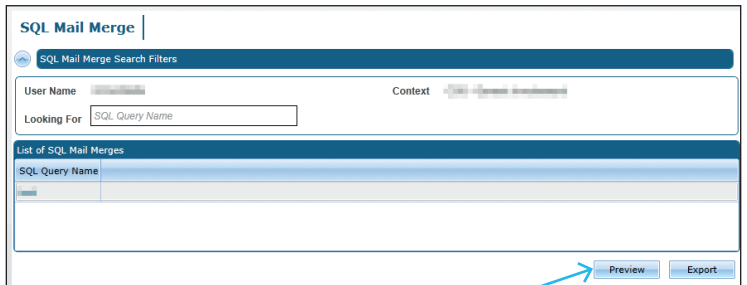 SQL Mail Merge
SQL Mail Merge Search Filters
User Name Context
Looking For SQL Query Name
List of SQL Mail Merges
SQL Query Name
Preview Export